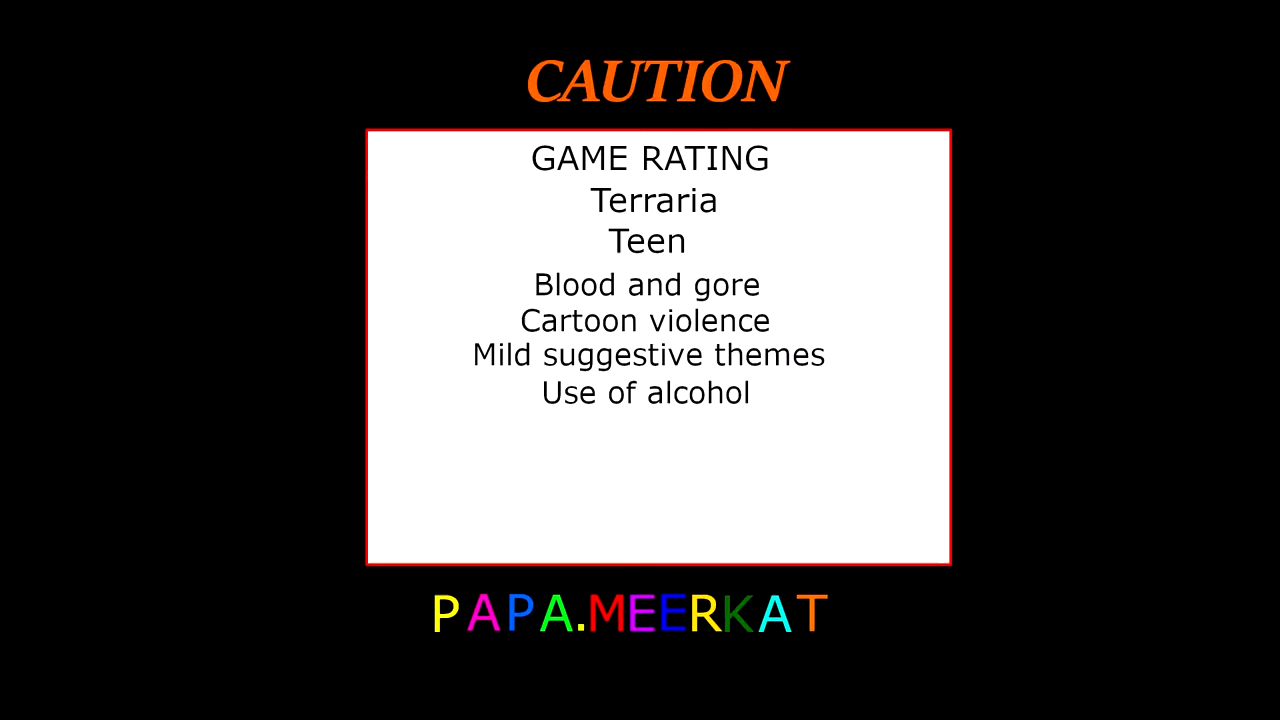 CAUTION
GAME RATING
Terraria
Teen
Blood and gore
Cartoon violence
Mild suggestive themes
Use of alcohol
PAPA.MEERKAT